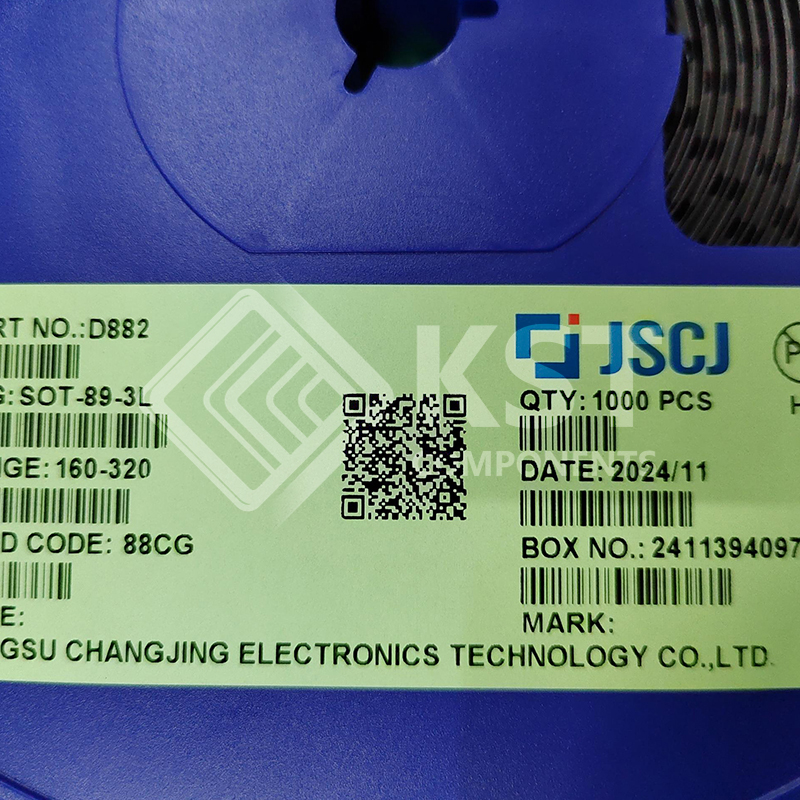 RT NO.:D882
G:SOT-89-3L
NGE:160-320
D CODE: 88CG
E:
JSCJ
QTY: 1000 PCS
DATE: 2024/11
BOX NO.: 2411394097
MARK:
GSU CHANGJING ELECTRONICS TECHNOLOGY CO.,LTD.
P
H
KST
COMPONENTS